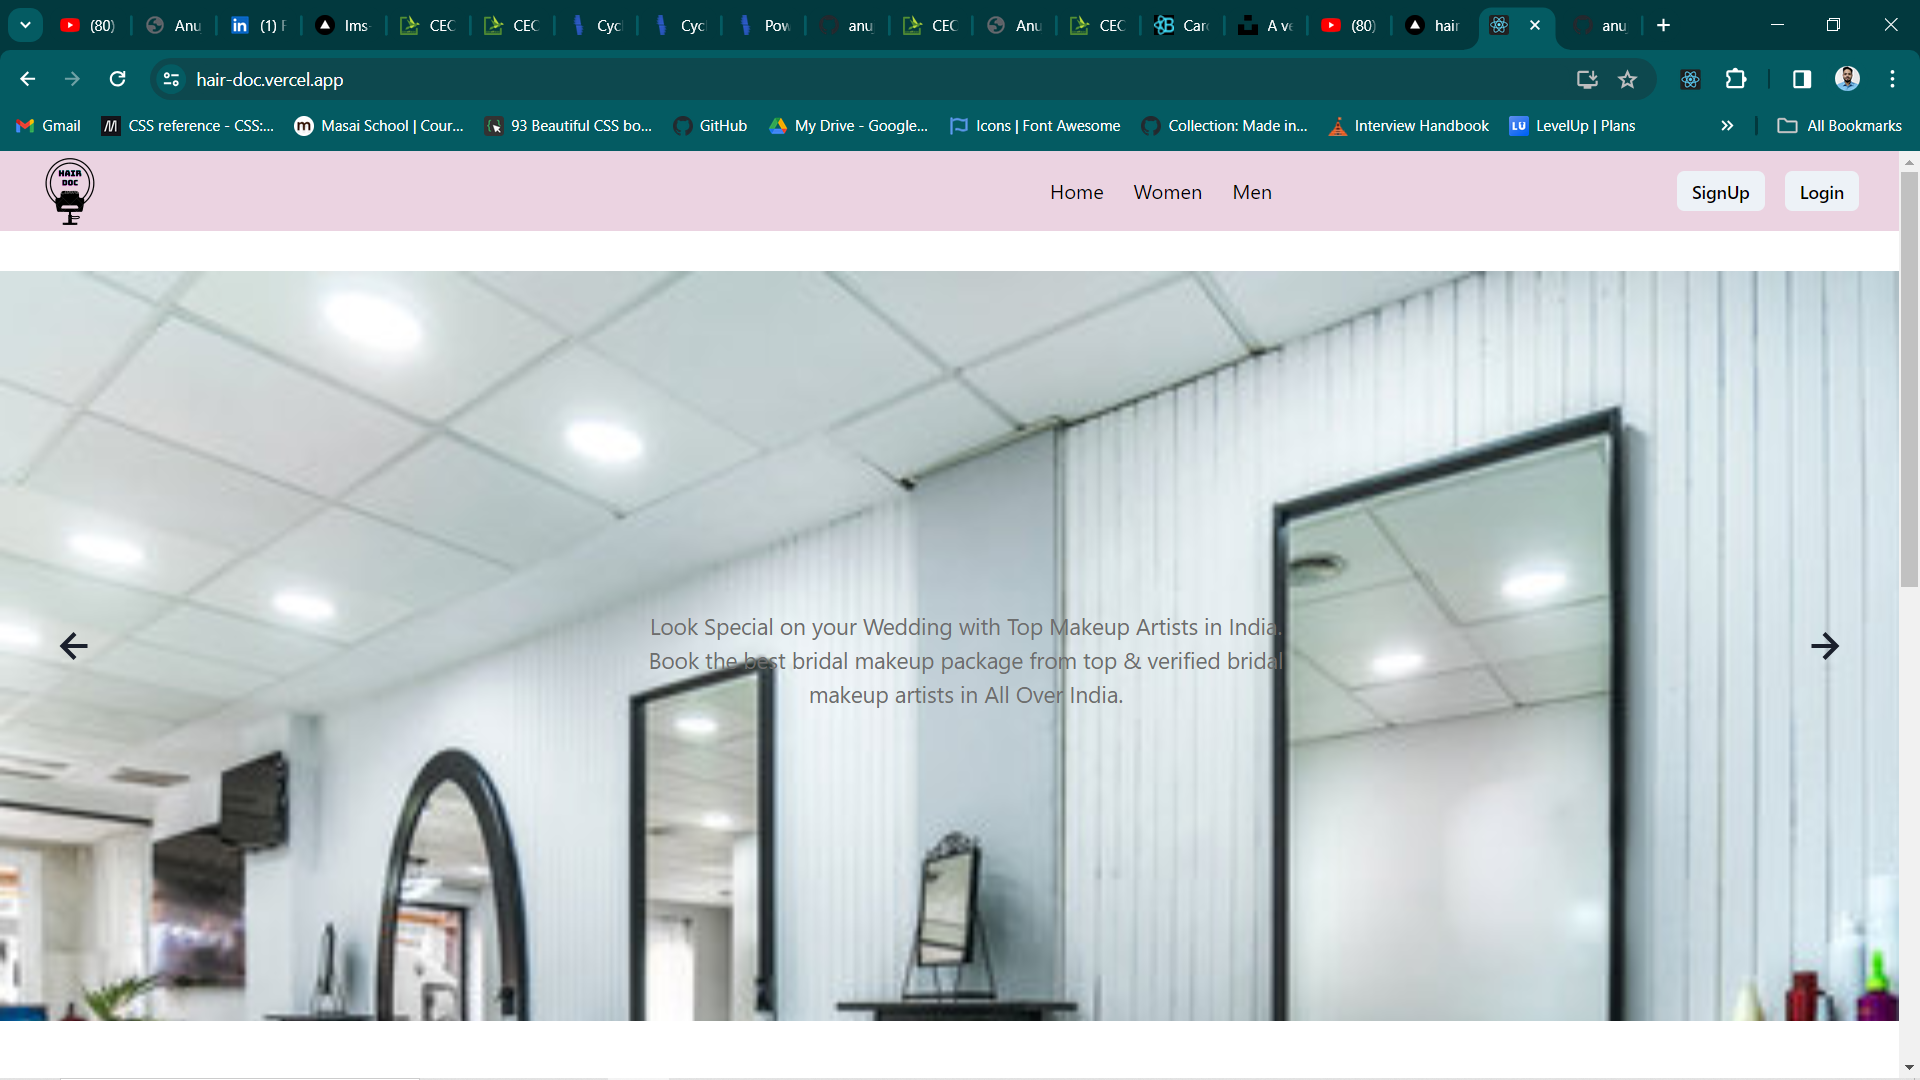 (80)
Anu
(1) F
lms-
CEC
CEC
Cyc
Cyc
Pov
anu
CEC
Anu
CEC
Car
A ve
(80)
hair
anu
hair-doc.vercel.app
Gmail
CSS reference - CSS:...
Masai School | Cour...
93 Beautiful CSS bo...
GitHub
My Drive - Google...
Icons | Font Awesome
Collection: Made in...
Interview Handbook
LU
LevelUp | Plans
All Bookmarks
HAIR
DOC
Home
Women
Men
SignUp
Login
Look Special on your Wedding with Top Makeup Artists in India.
Book the best bridal makeup package from top & verified bridal
makeup artists in All Over India.